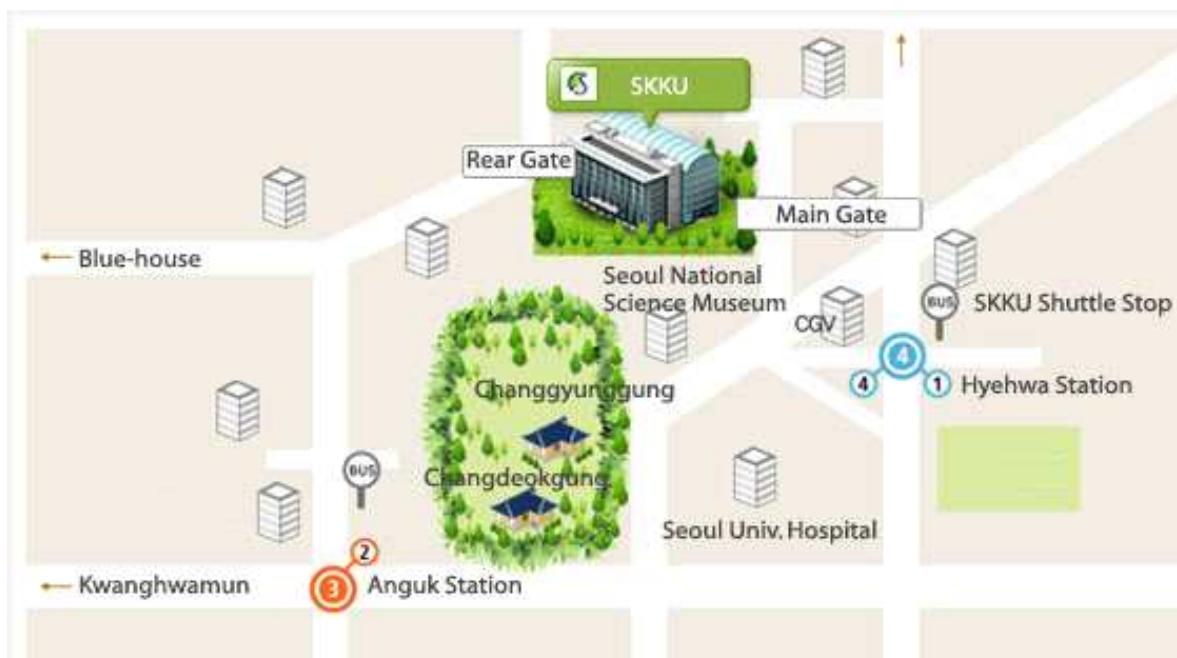 SKKU
Rear Gate
Main Gate
Blue-house
Seoul National
Science Museum
BUS
SKKU Shuttle Stop
CGV
4
4
1
Hyehwa Station
Changgyunggung
BUS
Changdeokgung
Seoul Univ. Hospital
2
Kwanghwamun
3
Anguk Station